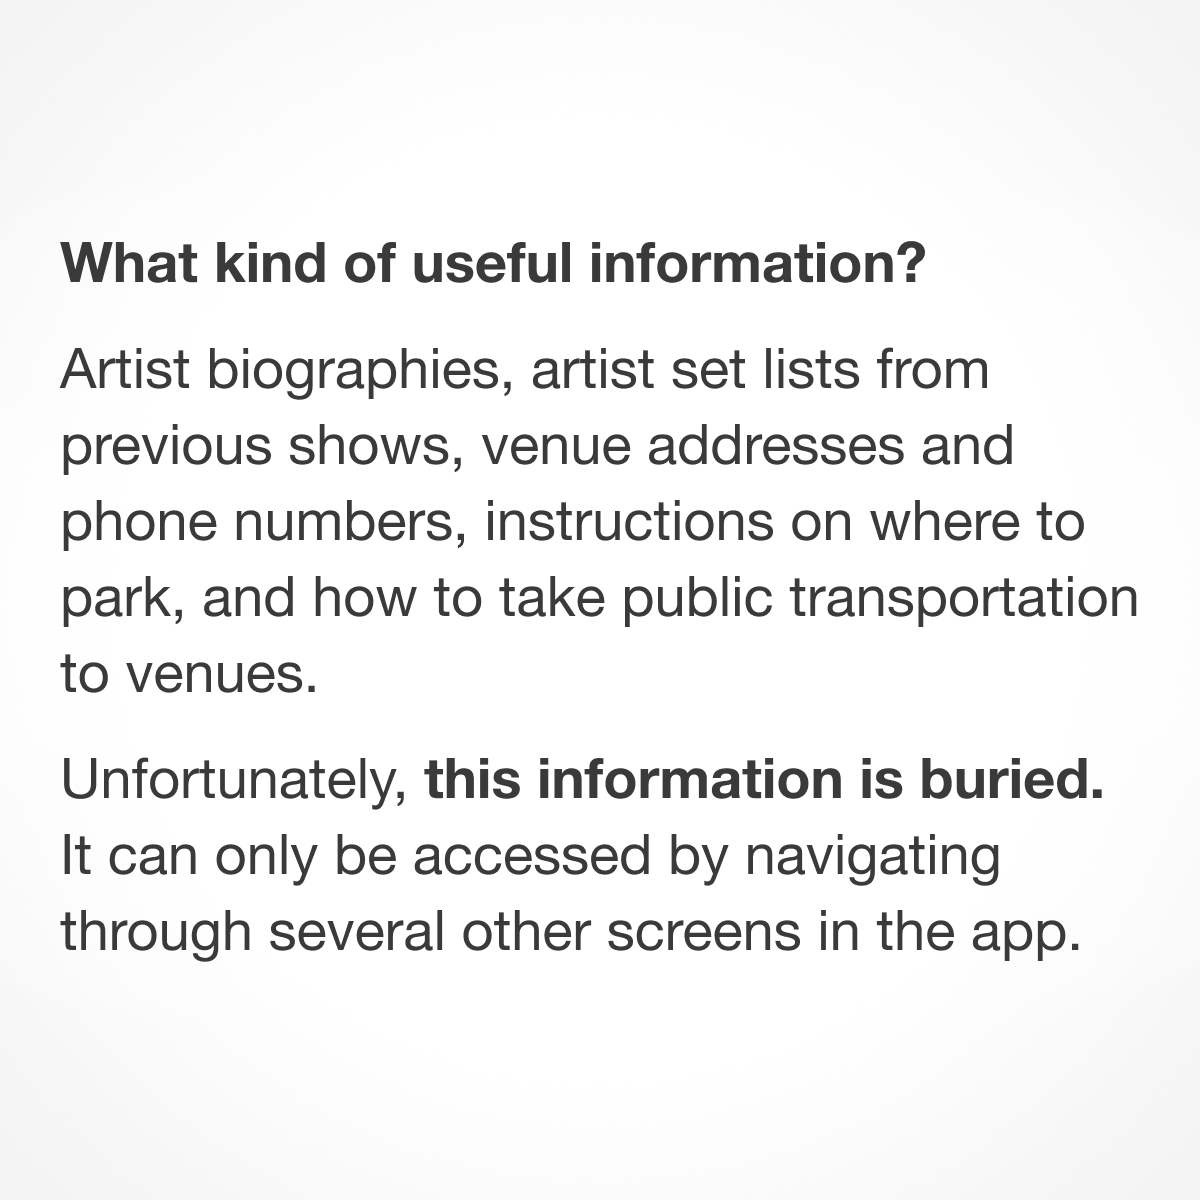 What kind of useful information?
Artist biographies, artist set lists from
previous shows, venue addresses and
phone numbers, instructions on where to
park, and how to take public transportation
to venues.
Unfortunately, this information is buried.
It can only be accessed by navigating
through several other screens in the app.